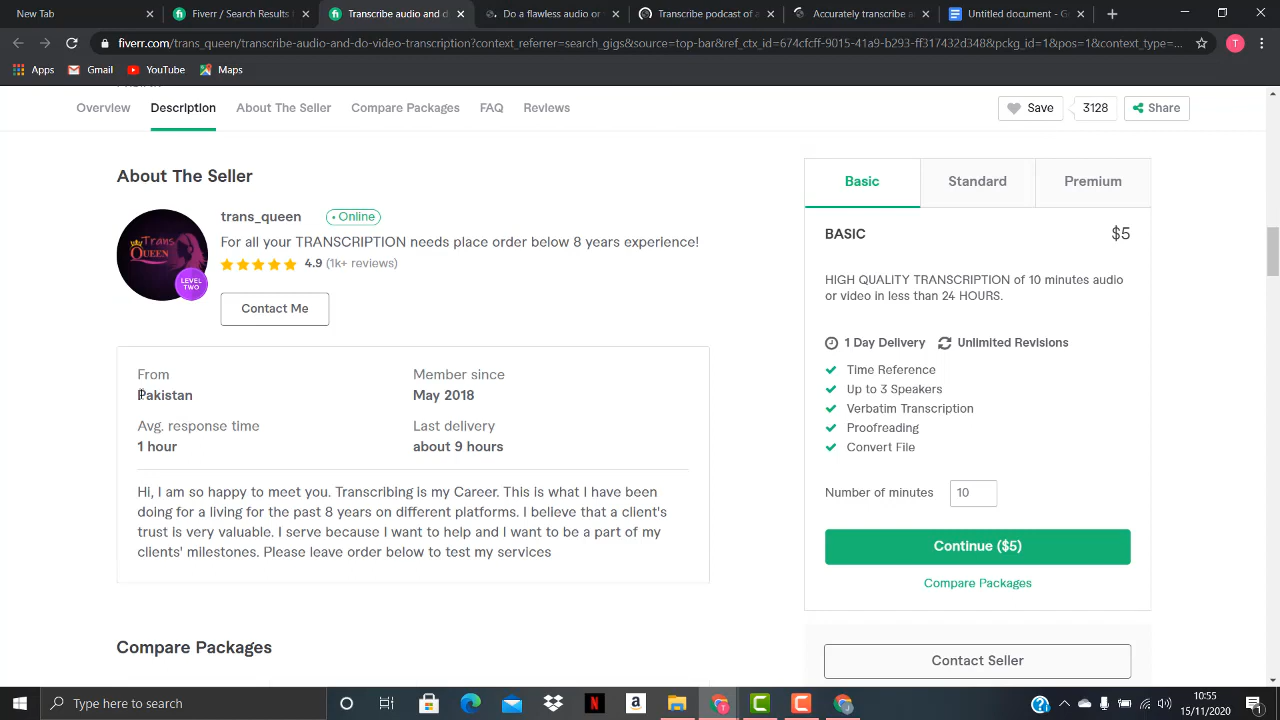 New Tab
Fiverr / Search Results
Transcribe audio and d
Do a flawless audio or
Transcribe podcast of a
Accurately transcribe a
Untitled document - G
fiverr.com/trans_queen/transcribe-audio-and-do-video-transcription?context_referrer=search_gigs&source=top-bar&ref_ctx_id=674cfcff-9015-41a9-b293-ff317432d348&pckg_id=1&pos=1&context_type=...
T
Apps
Gmail
YouTube
Maps
Overview
Description
About The Seller
Compare Packages
FAQ
Reviews
Save
3128
Share
About The Seller
Trans
QUEEN
LEVEL
TWO
trans_queen
• Online
For all your TRANSCRIPTION needs place order below 8 years experience!
4.9 (1k+ reviews)
Contact Me
From
Pakistan
Member since
May 2018
Avg. response time
1 hour
Last delivery
about 9 hours
Hi, I am so happy to meet you. Transcribing is my Career. This is what I have been
doing for a living for the past 8 years on different platforms. I believe that a client's
trust is very valuable. I serve because I want to help and I want to be a part of my
clients' milestones. Please leave order below to test my services
Compare Packages
Basic
Standard
Premium
BASIC
$5
HIGH QUALITY TRANSCRIPTION of 10 minutes audio
or video in less than 24 HOURS.
1 Day Delivery
Unlimited Revisions
Time Reference
Up to 3 Speakers
Verbatim Transcription
Proofreading
Convert File
Number of minutes
10
Continue ($5)
Compare Packages
Contact Seller
Type here to search
10:55
15/11/2020